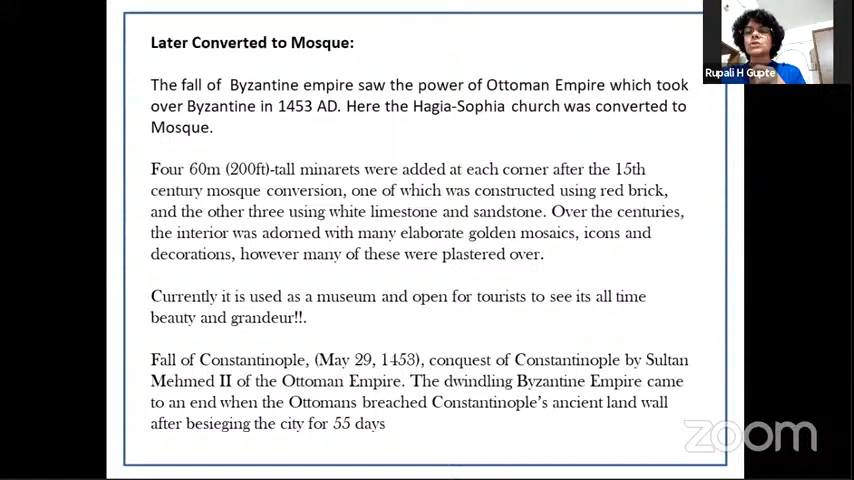 Later Converted to Mosque:
The fall of Byzantine empire saw the power of Ottoman Empire which took
over Byzantine in 1453 AD. Here the Hagia-Sophia church was converted to
Mosque.
Four 60m (200ft)-tall minarets were added at each corner after the 15th
century mosque conversion, one of which was constructed using red brick,
and the other three using white limestone and sandstone. Over the centuries,
the interior was adorned with many elaborate golden mosaics, icons and
decorations, however many of these were plastered over.
Currently it is used as a museum and open for tourists to see its all time
beauty and grandeur!!.
Fall of Constantinople, (May 29, 1453), conquest of Constantinople by Sultan
Mehmed II of the Ottoman Empire. The dwindling Byzantine Empire came
to an end when the Ottomans breached Constantinople's ancient land wall
after besieging the city for 55 days
Rupali H Gupte
zoom